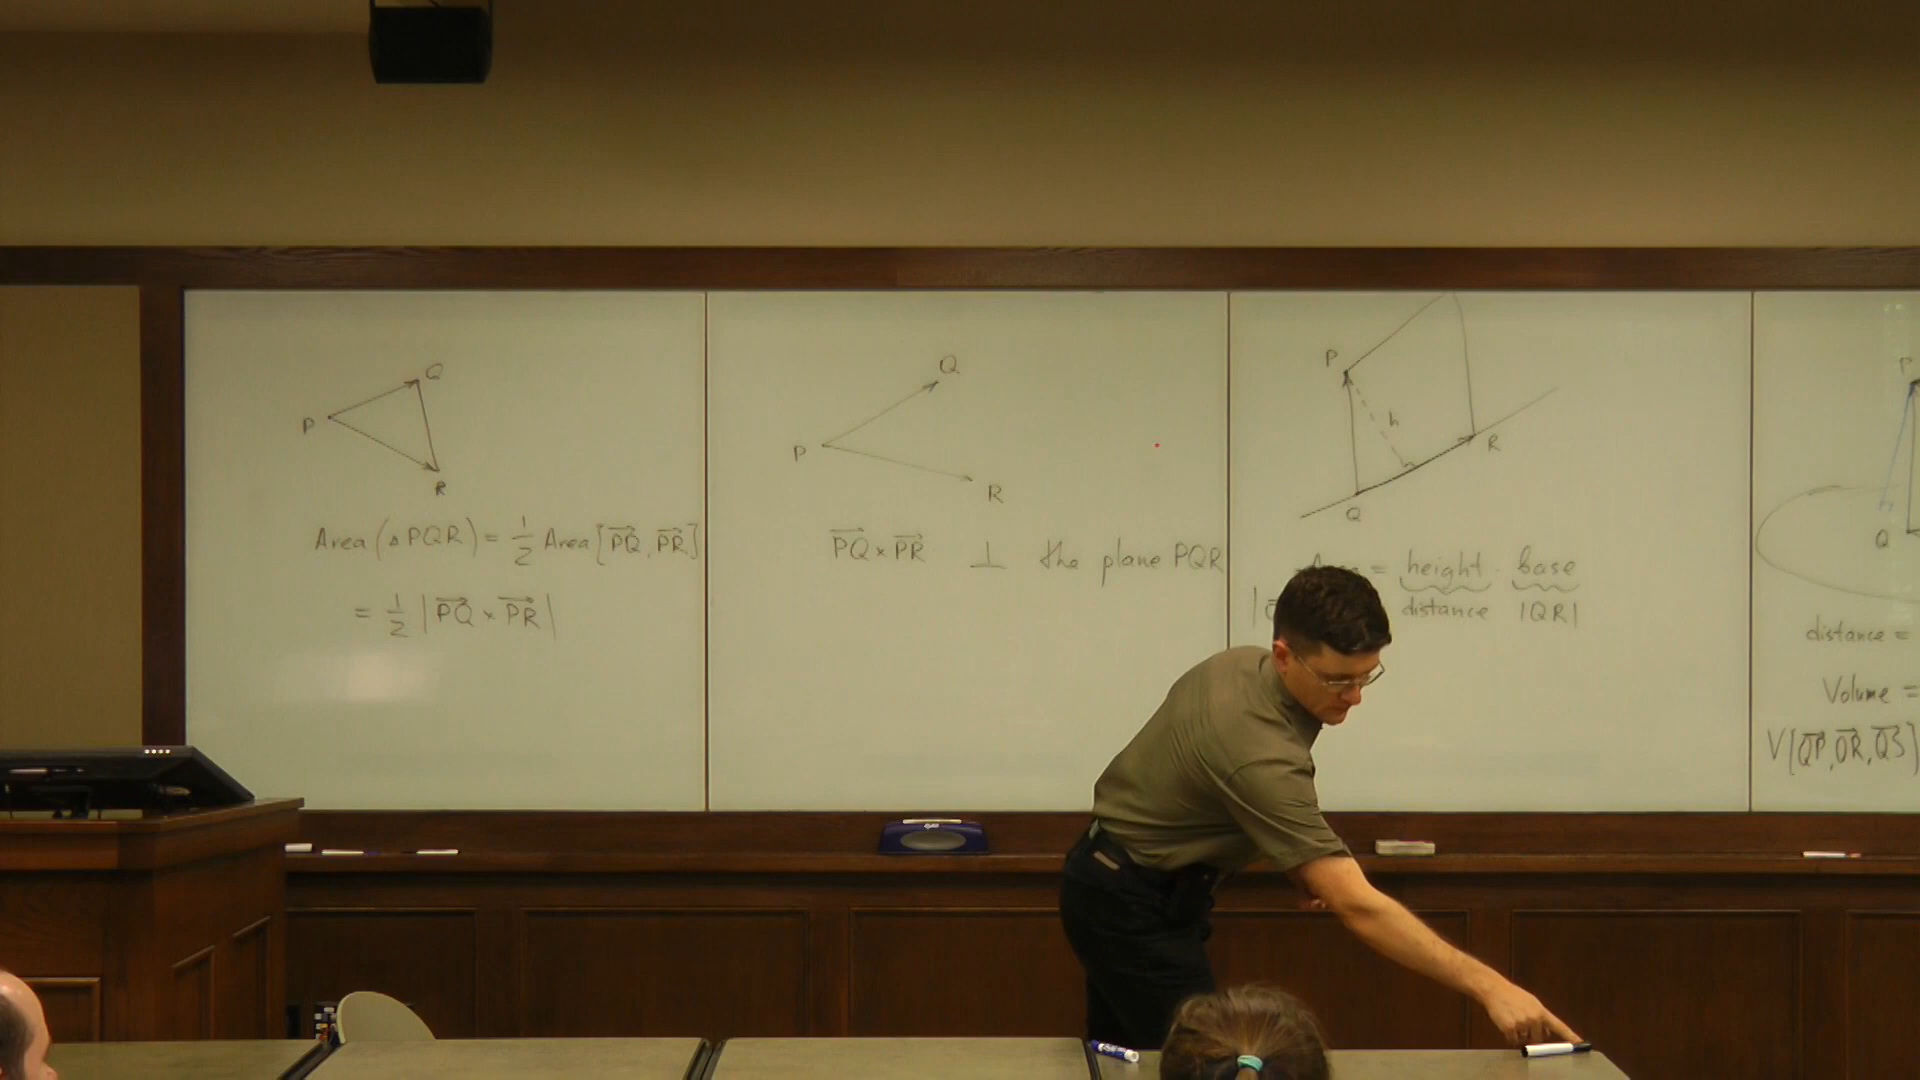 Q
P
R
Area (△PQR) = 1/2 Area [PQ⃗, PR⃗]
= 1/2 |PQ⃗ × PR⃗|
Q
P
R
PQ⃗ × PR⃗ ⊥ the plane PQR
P
h
R
Q
= height · base
distance |QR|
P
Q
distance =
Volume =
V[QP⃗, QR⃗, QS⃗]